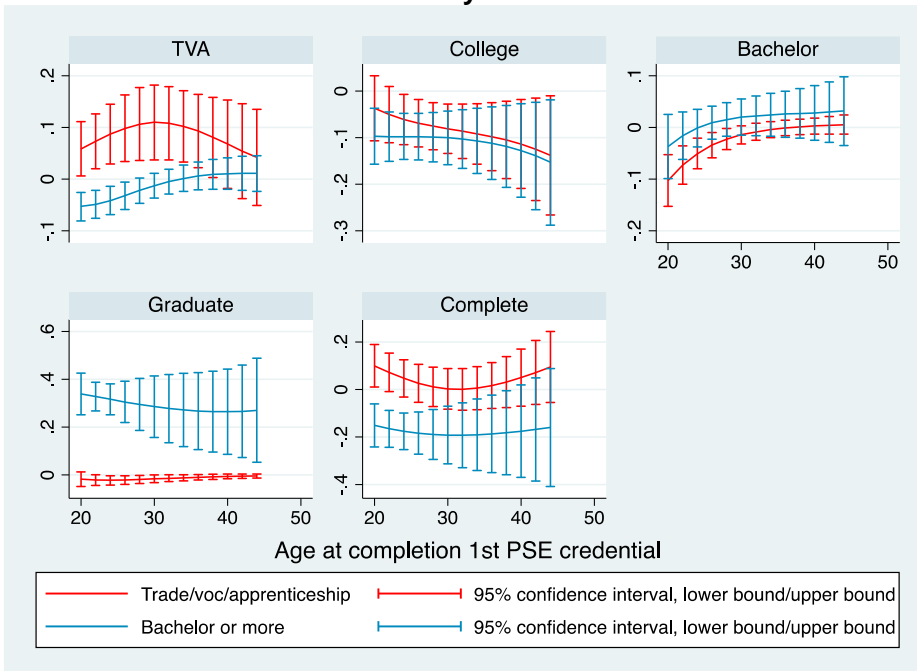 y
TVA
College
Bachelor
.2
.1
0
-.1
0
-.1
-.2
-.3
.1
0
-.1
-.2
20 30 40 50
Graduate
Complete
.6
.4
.2
0
.2
0
-.2
-.4
20 30 40 50
20 30 40 50
Age at completion 1st PSE credential
Trade/voc/apprenticeship
95% confidence interval, lower bound/upper bound
Bachelor or more
95% confidence interval, lower bound/upper bound